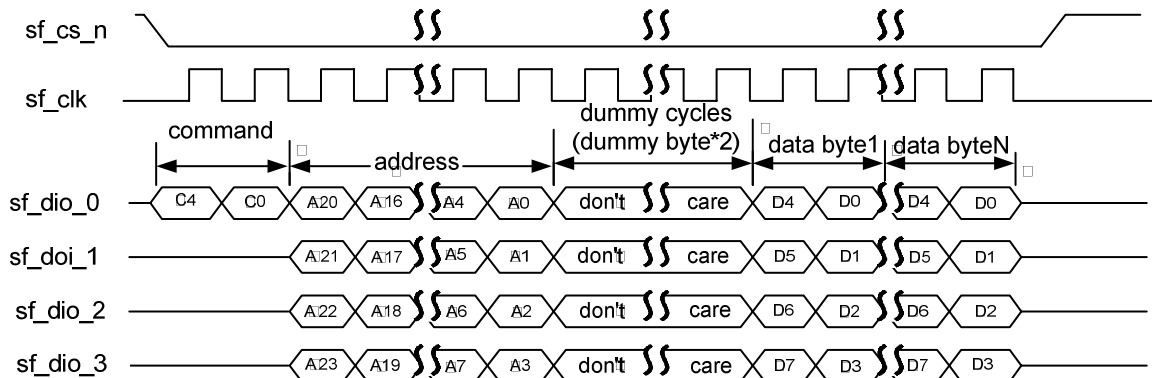 sf_cs_n
sf_clk
command
address
dummy cycles
(dummy byte*2)
data byte1
data byteN
sf_dio_0 C4 C0 A20 A16 A4 A0 don't care D4 D0 D4 D0
sf_doi_1 A21 A17 A5 A1 don't care D5 D1 D5 D1
sf_dio_2 A22 A18 A6 A2 don't care D6 D2 D6 D2
sf_dio_3 A23 A19 A7 A3 don't care D7 D3 D7 D3